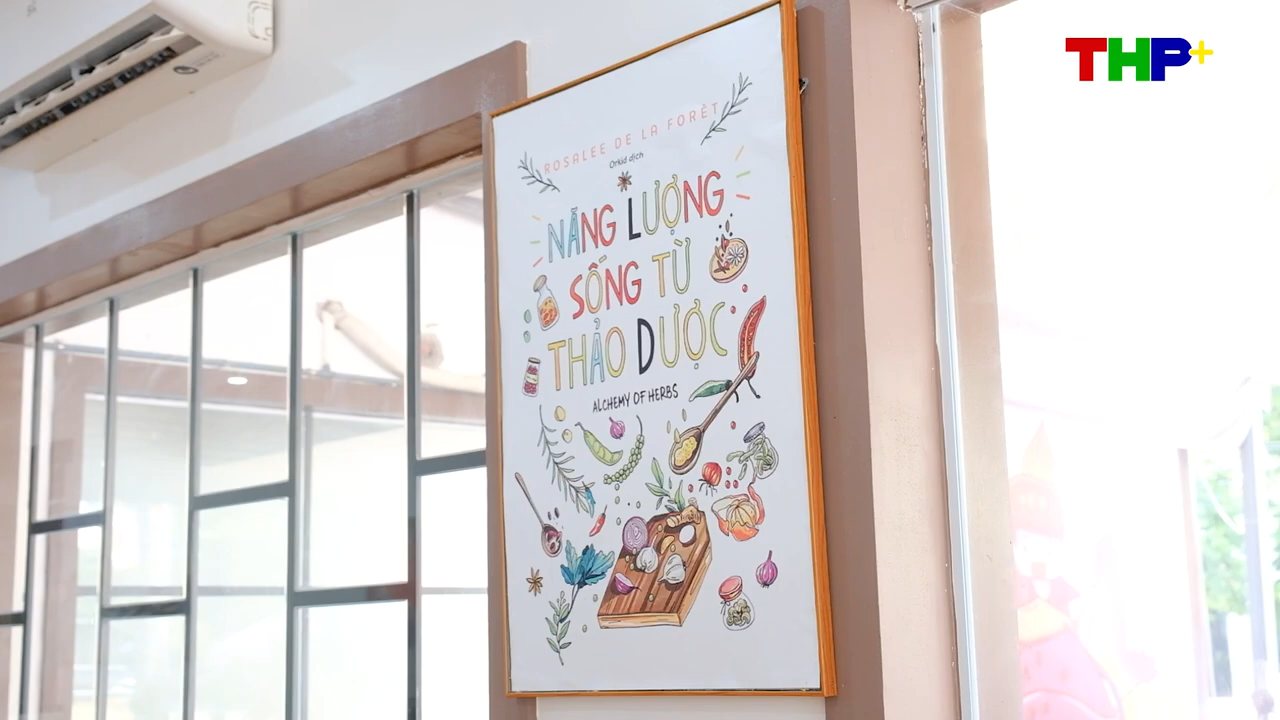 THP+
ROSALEE DE LA FORÊT
Orkid dịch
NĂNG LƯỢNG
SỐNG TỪ
THẢO DƯỢC
ALCHEMY OF HERBS